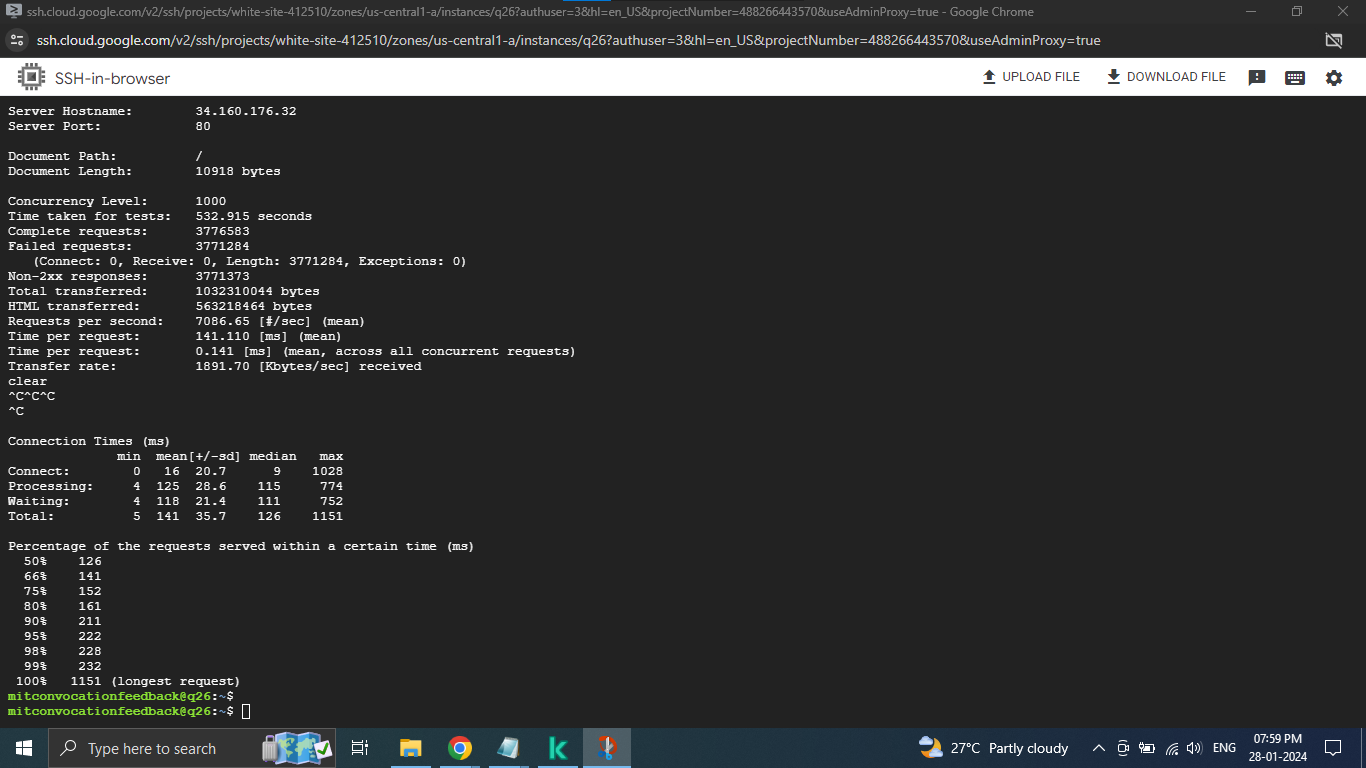 ssh.cloud.google.com/v2/ssh/projects/white-site-412510/zones/us-central1-a/instances/q26?authuser=3&hl=en_US&projectNumber=488266443570&useAdminProxy=true - Google Chrome
ssh.cloud.google.com/v2/ssh/projects/white-site-412510/zones/us-central1-a/instances/q26?authuser=3&hl=en_US&projectNumber=488266443570&useAdminProxy=true
SSH-in-browser UPLOAD FILE DOWNLOAD FILE
Server Hostname: 34.160.176.32
Server Port: 80
Document Path: /
Document Length: 10918 bytes
Concurrency Level: 1000
Time taken for tests: 532.915 seconds
Complete requests: 3776583
Failed requests: 3771284
(Connect: 0, Receive: 0, Length: 3771284, Exceptions: 0)
Non-2xx responses: 3771373
Total transferred: 1032310044 bytes
HTML transferred: 563218464 bytes
Requests per second: 7086.65 [#/sec] (mean)
Time per request: 141.110 [ms] (mean)
Time per request: 0.141 [ms] (mean, across all concurrent requests)
Transfer rate: 1891.70 [Kbytes/sec] received
clear
^C^C^C
^C
Connection Times (ms)
min mean[+/-sd] median max
Connect: 0 16 20.7 9 1028
Processing: 4 125 28.6 115 774
Waiting: 4 118 21.4 111 752
Total: 5 141 35.7 126 1151
Percentage of the requests served within a certain time (ms)
50% 126
66% 141
75% 152
80% 161
90% 211
95% 222
98% 228
99% 232
100% 1151 (longest request)
mitconvocationfeedback@q26:~$
mitconvocationfeedback@q26:~$
Type here to search
27°C Partly cloudy
ENG
07:59 PM
28-01-2024